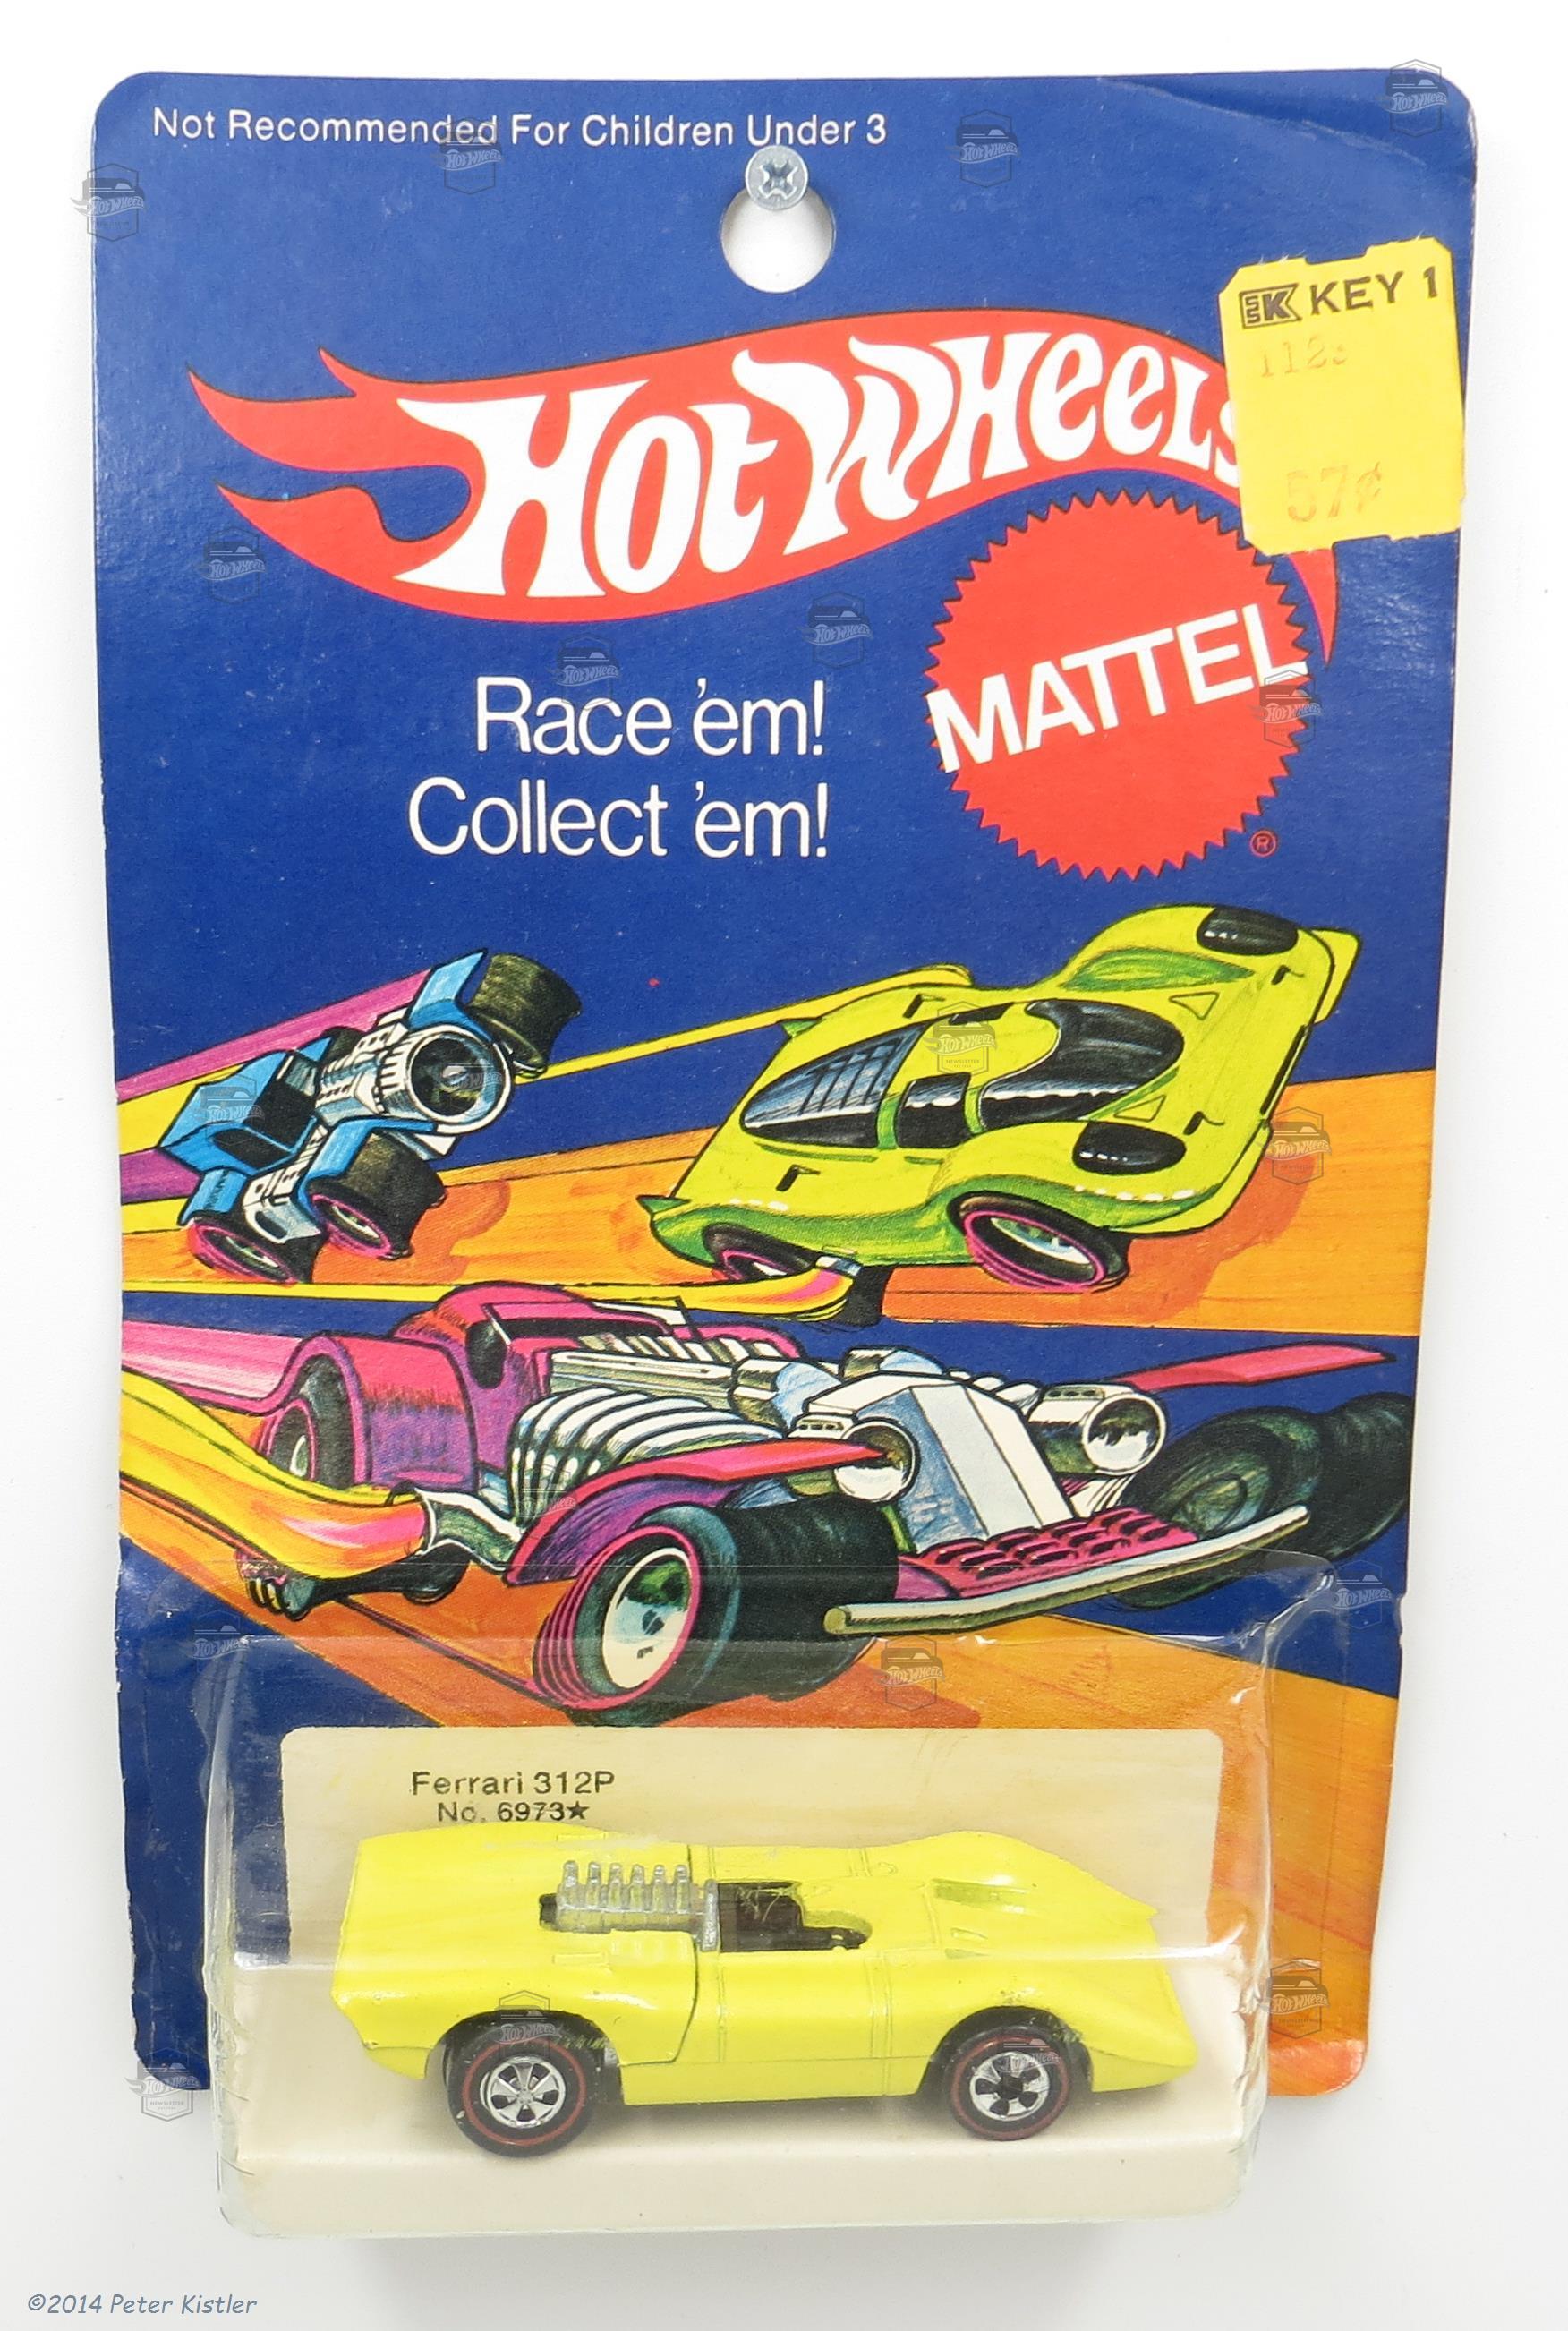 Not Recommended For Children Under 3
SSK KEY 1
57¢
HOT WHEELS
MATTEL
®
Race 'em!
Collect 'em!
Ferrari 312P
No. 6973★
©2014 Peter Kistler